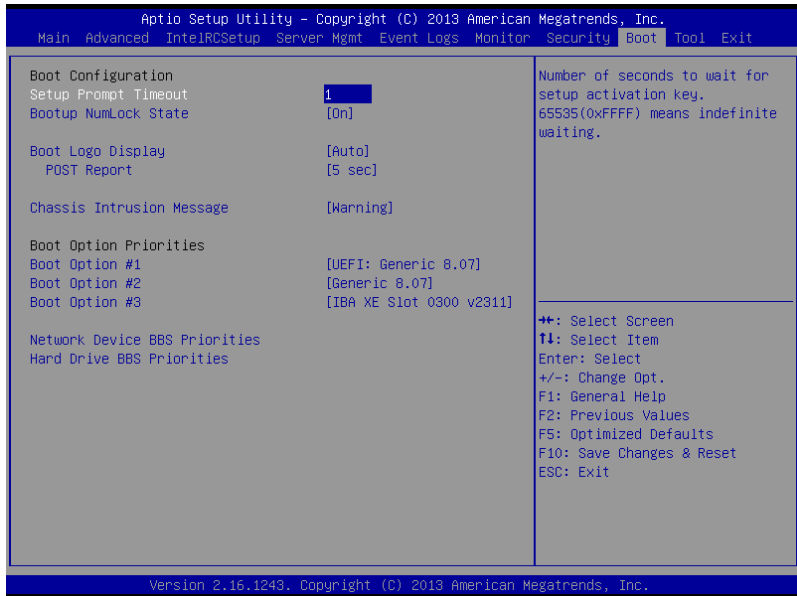 Aptio Setup Utility – Copyright (C) 2013 American Megatrends, Inc.
Main Advanced IntelRCSetup Server Mgmt Event Logs Monitor Security Boot Tool Exit
Boot Configuration
Setup Prompt Timeout 1
Bootup NumLock State [On]
Boot Logo Display [Auto]
POST Report [5 sec]
Chassis Intrusion Message [Warning]
Boot Option Priorities
Boot Option #1 [UEFI: Generic 8.07]
Boot Option #2 [Generic 8.07]
Boot Option #3 [IBA XE Slot 0300 v2311]
Network Device BBS Priorities
Hard Drive BBS Priorities
Number of seconds to wait for
setup activation key.
65535(0xFFFF) means indefinite
waiting.
→←: Select Screen
↑↓: Select Item
Enter: Select
+/-: Change Opt.
F1: General Help
F2: Previous Values
F5: Optimized Defaults
F10: Save Changes & Reset
ESC: Exit
Version 2.16.1243. Copyright (C) 2013 American Megatrends, Inc.